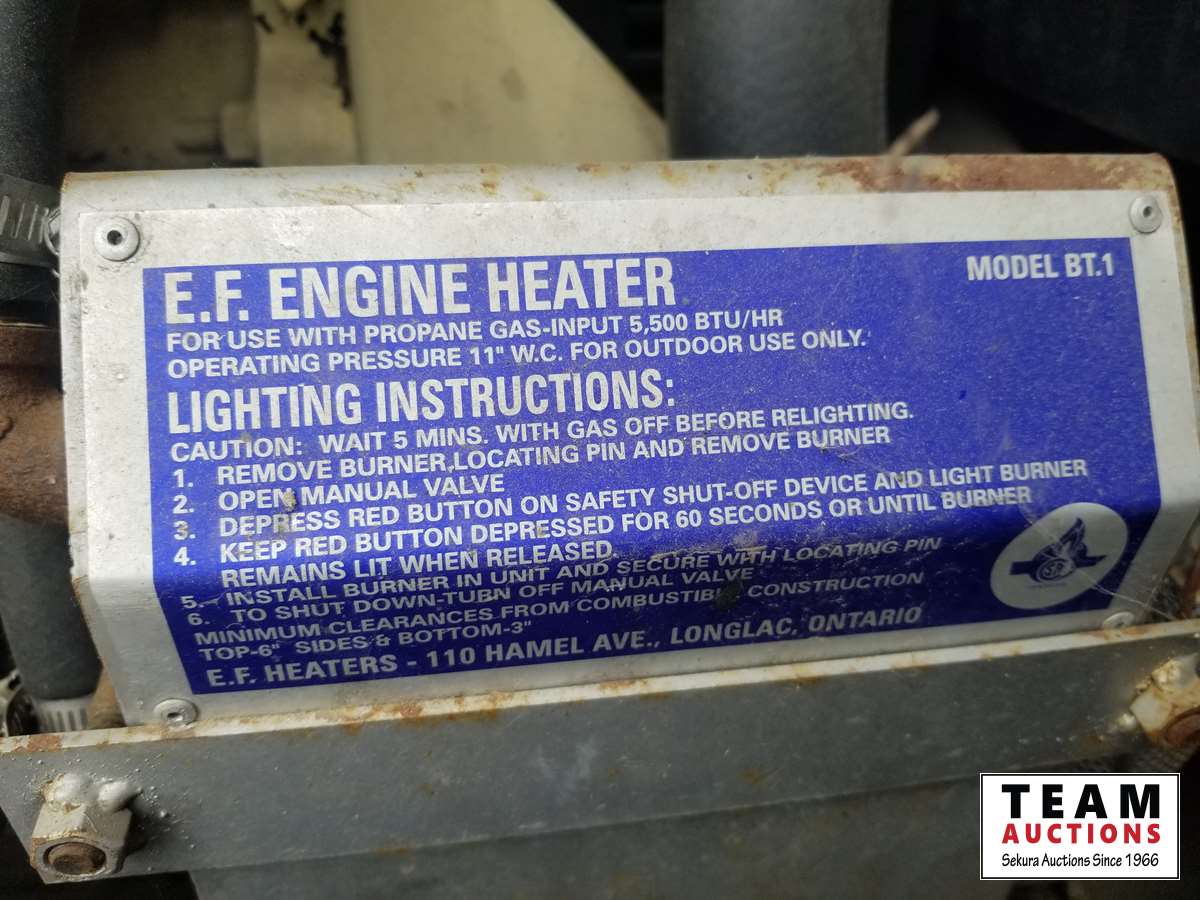 E.F. ENGINE HEATER
MODEL BT.1
FOR USE WITH PROPANE GAS-INPUT 5,500 BTU/HR
OPERATING PRESSURE 11" W.C. FOR OUTDOOR USE ONLY.
LIGHTING INSTRUCTIONS:
CAUTION: WAIT 5 MINS. WITH GAS OFF BEFORE RELIGHTING.
1. REMOVE BURNER,LOCATING PIN AND REMOVE BURNER
2. OPEN MANUAL VALVE
3. DEPRESS RED BUTTON ON SAFETY SHUT-OFF DEVICE AND LIGHT BURNER
4. KEEP RED BUTTON DEPRESSED FOR 60 SECONDS OR UNTIL BURNER
REMAINS LIT WHEN RELEASED.
5. INSTALL BURNER IN UNIT AND SECURE WITH LOCATING PIN
6. TO SHUT DOWN-TURN OFF MANUAL VALVE
MINIMUM CLEARANCES FROM COMBUSTIBLE CONSTRUCTION
TOP-6" SIDES & BOTTOM-3"
E.F. HEATERS - 110 HAMEL AVE., LONGLAC, ONTARIO
TEAM
AUCTIONS
Sekura Auctions Since 1966